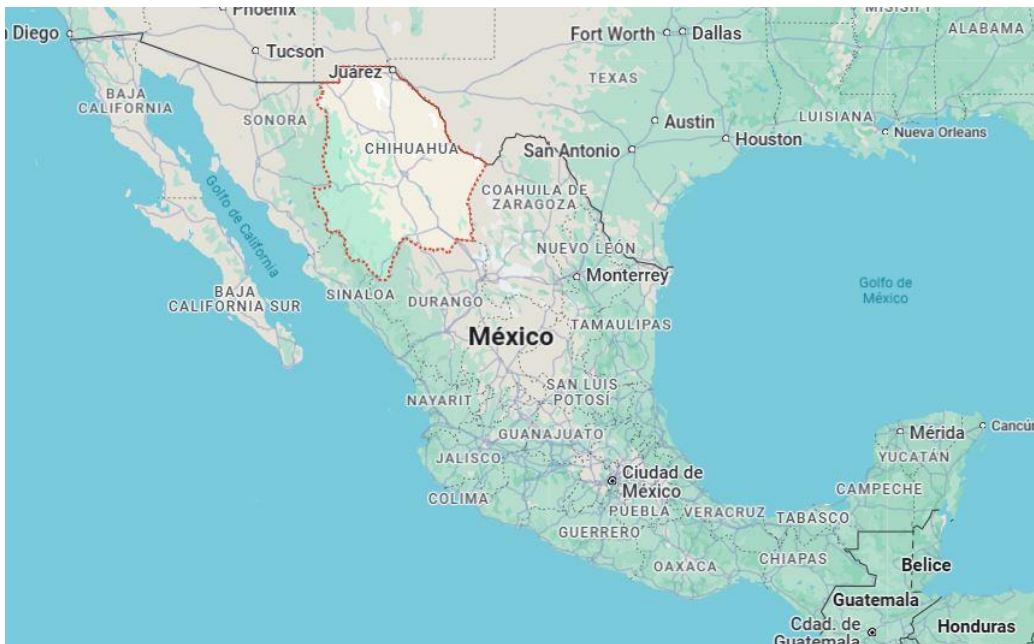 Phoenix
MISISIPI
n Diego
Tucson
Fort Worth
Dallas
ALABAMA
Juárez
TEXAS
BAJA
CALIFORNIA
SONORA
Austin
LUISIANA
Houston
Nueva Orleans
CHIHUAHUA
San Antonio
COAHUILA DE
ZARAGOZA
Golfo de California
NUEVO LEÓN
Monterrey
Golfo de
México
BAJA
CALIFORNIA SUR
SINALOA
DURANGO
TAMAULIPAS
México
SAN LUIS
POTOSÍ
NAYARIT
GUANAJUATO
Mérida
Cancún
JALISCO
YUCATÁN
Ciudad de
México
COLIMA
CAMPECHE
PUEBLA
VERACRUZ
TABASCO
GUERRERO
OAXACA
CHIAPAS
Belice
Guatemala
Cdad. de
Guatemala
Honduras